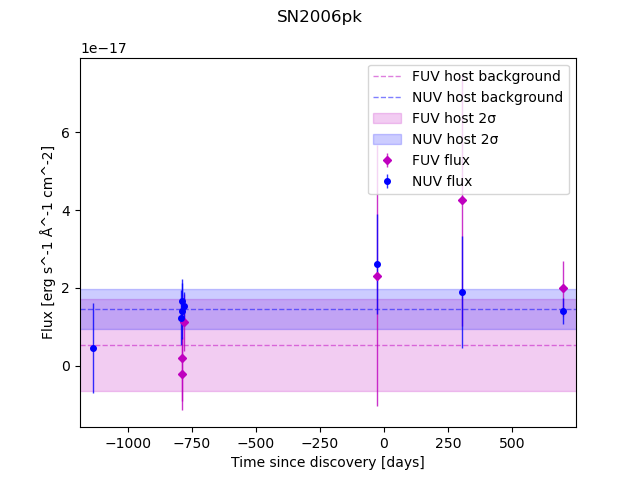 SN2006pk
1e−17
Flux [erg s^-1 Å^-1 cm^-2]
6
4
2
0
FUV host background
NUV host background
FUV host 2σ
NUV host 2σ
FUV flux
NUV flux
−1000 −750 −500 −250 0 250 500
Time since discovery [days]